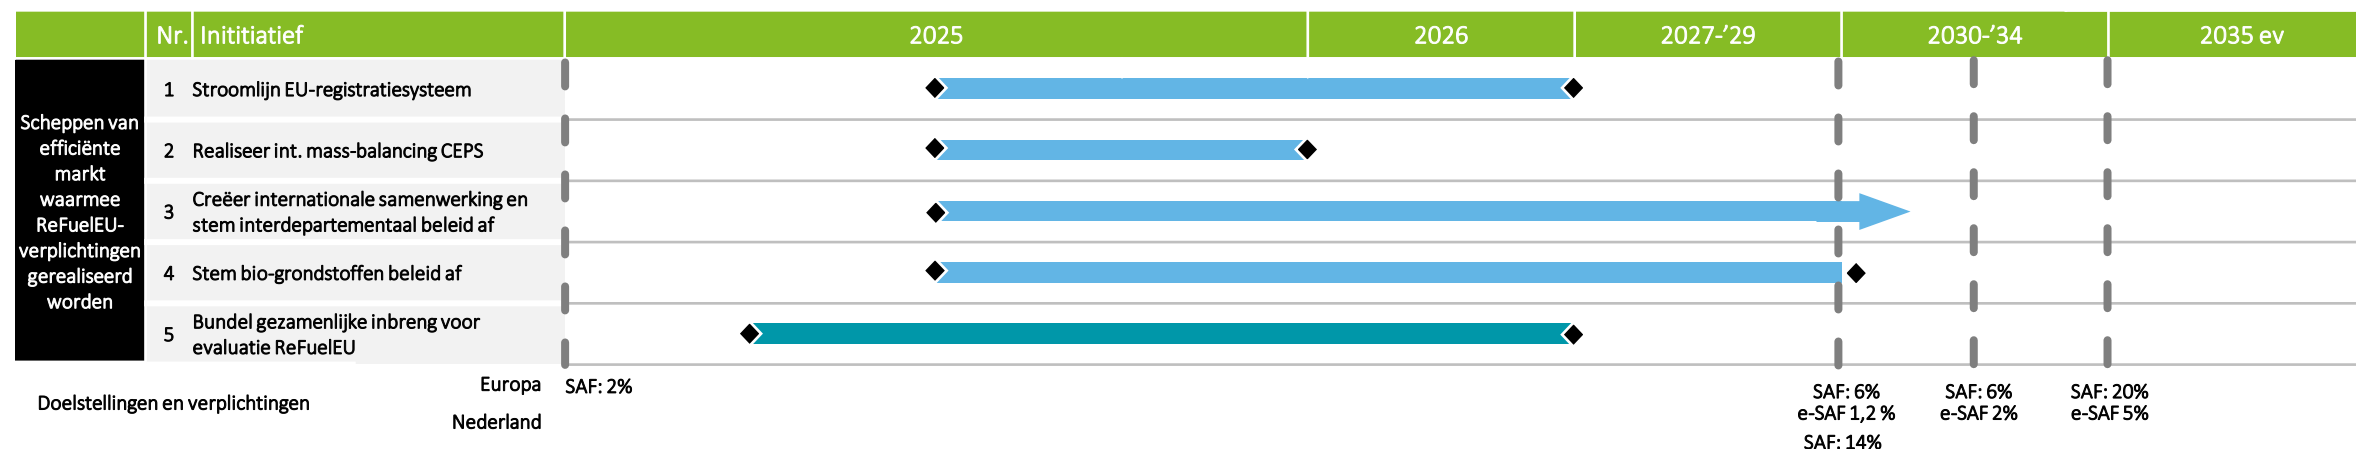 Nr. Inititiatief 2025 2026 2027-’29 2030-’34 2035 ev
Scheppen van
efficiënte
markt
waarmee
ReFuelEU-
verplichtingen
gerealiseerd
worden
1 Stroomlijn EU-registratiesysteem
2 Realiseer int. mass-balancing CEPS
3 Creëer internationale samenwerking en
stem interdepartementaal beleid af
4 Stem bio-grondstoffen beleid af
5 Bundel gezamenlijke inbreng voor
evaluatie ReFuelEU
Doelstellingen en verplichtingen
Europa SAF: 2% SAF: 6% SAF: 6% SAF: 20%
e-SAF 1,2 % e-SAF 2% e-SAF 5%
Nederland SAF: 14%